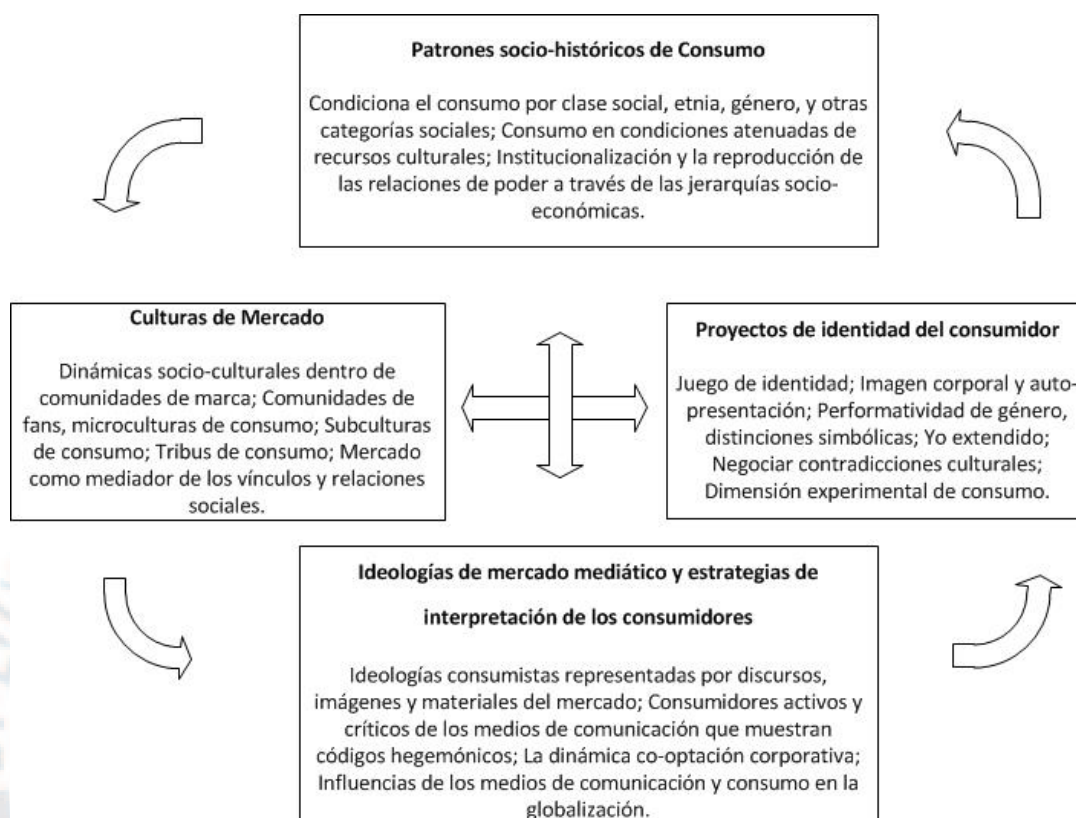 Patrones socio-históricos de Consumo
Condiciona el consumo por clase social, etnia, género, y otras
categorías sociales; Consumo en condiciones atenuadas de
recursos culturales; Institucionalización y la reproducción de
las relaciones de poder a través de las jerarquías socio-
económicas.
Culturas de Mercado
Dinámicas socio-culturales dentro de
comunidades de marca; Comunidades de
fans, microculturas de consumo; Subculturas
de consumo; Tribus de consumo; Mercado
como mediador de los vínculos y relaciones
sociales.
Proyectos de identidad del consumidor
Juego de identidad; Imagen corporal y auto-
presentación; Performatividad de género,
distinciones simbólicas; Yo extendido;
Negociar contradicciones culturales;
Dimensión experimental de consumo.
Ideologías de mercado mediático y estrategias de
interpretación de los consumidores
Ideologías consumistas representadas por discursos,
imágenes y materiales del mercado; Consumidores activos y
críticos de los medios de comunicación que muestran
códigos hegemónicos; La dinámica co-optación corporativa;
Influencias de los medios de comunicación y consumo en la
globalización.